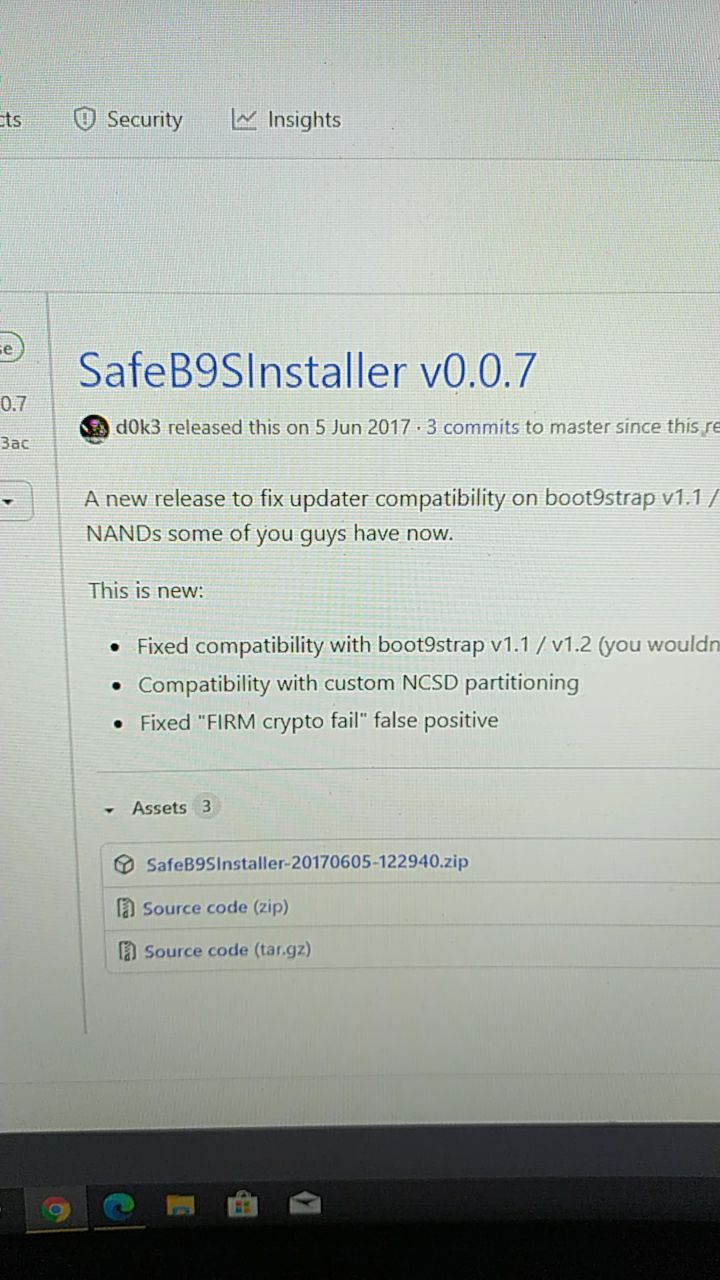 cts Security Insights
se
0.7
3ac
SafeB9SInstaller v0.0.7
d0k3 released this on 5 Jun 2017 · 3 commits to master since this re
A new release to fix updater compatibility on boot9strap v1.1 /
NANDs some of you guys have now.
This is new:
• Fixed compatibility with boot9strap v1.1 / v1.2 (you wouldn
• Compatibility with custom NCSD partitioning
• Fixed "FIRM crypto fail" false positive
Assets 3
SafeB9SInstaller-20170605-122940.zip
Source code (zip)
Source code (tar.gz)